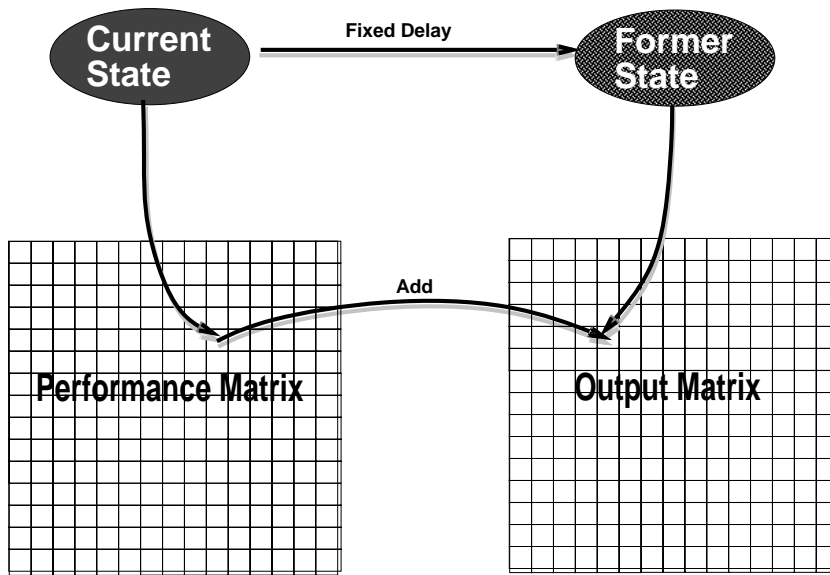 Current
State
Fixed Delay
Former
State
Add
Performance Matrix
Output Matrix